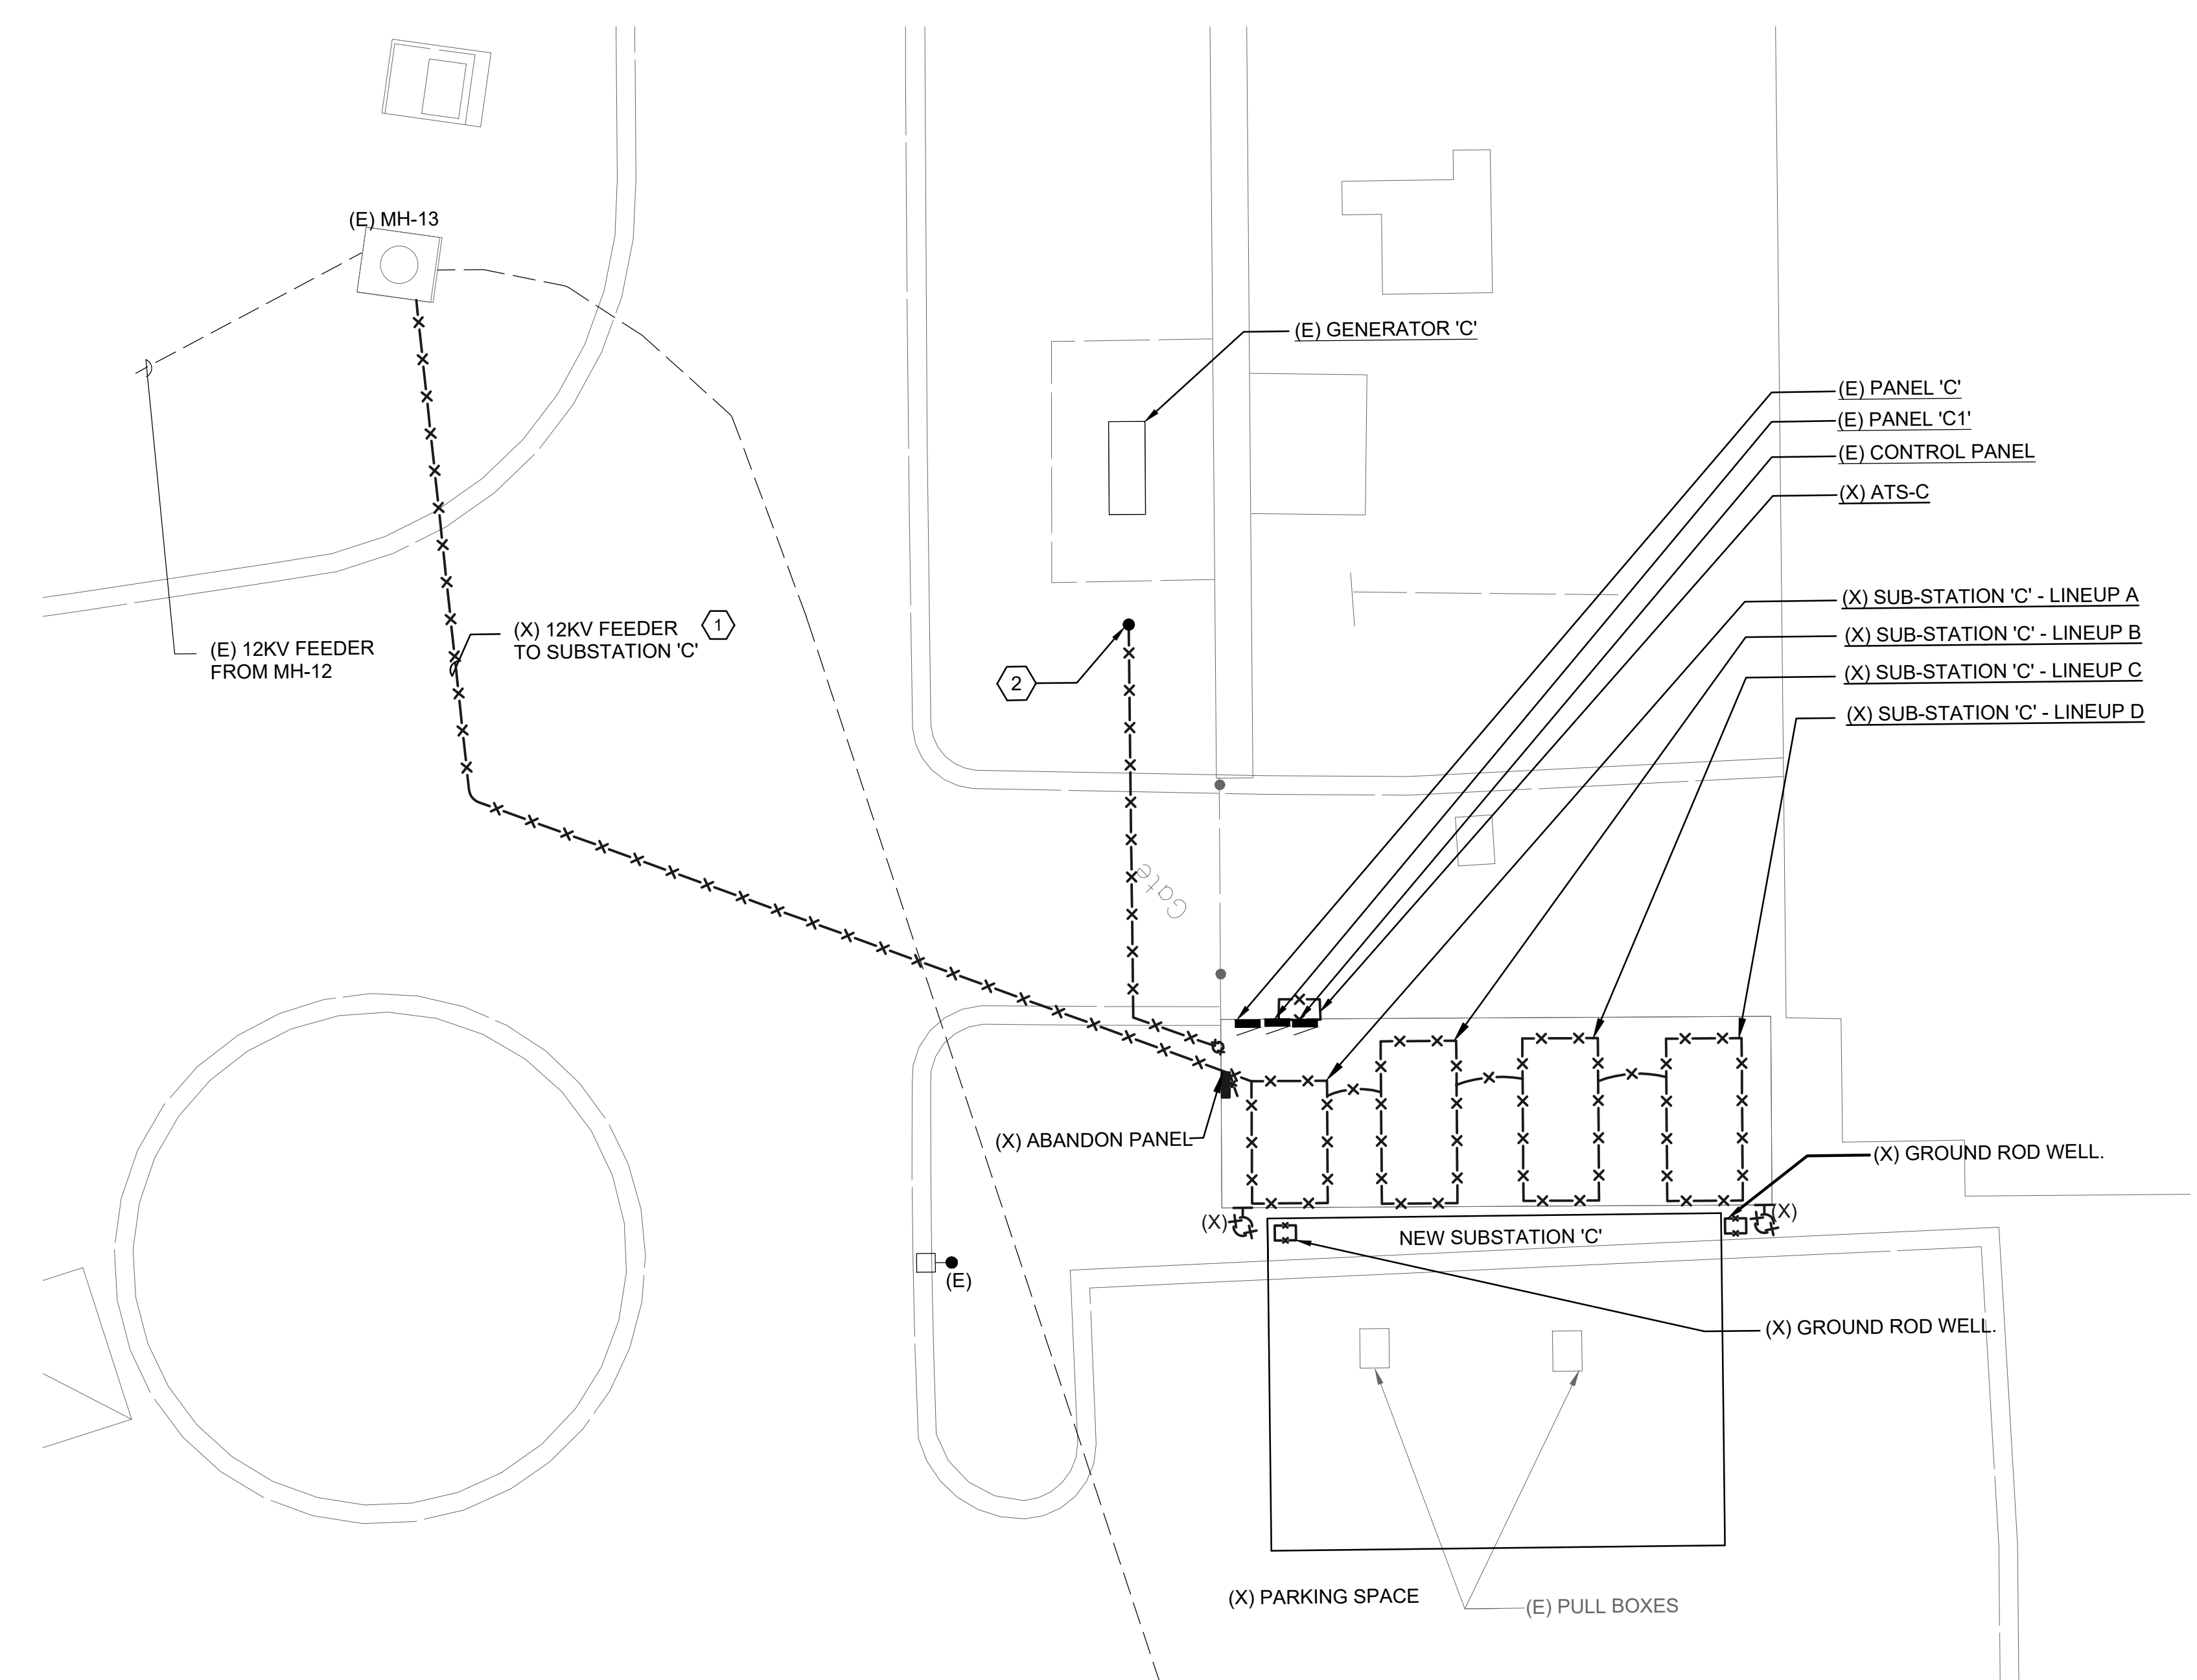 (E) MH-13
(E) GENERATOR 'C'
(E) PANEL 'C'
(E) PANEL 'C1'
(E) CONTROL PANEL
(X) ATS-C
(X) SUB-STATION 'C' - LINEUP A
(X) SUB-STATION 'C' - LINEUP B
(X) SUB-STATION 'C' - LINEUP C
(X) SUB-STATION 'C' - LINEUP D
(E) 12KV FEEDER
FROM MH-12
(X) 12KV FEEDER
TO SUBSTATION 'C'
1
2
Gate
(X) ABANDON PANEL
(X) GROUND ROD WELL.
(X)
(X)
NEW SUBSTATION 'C'
(E)
(X) GROUND ROD WELL.
(X) PARKING SPACE
(E) PULL BOXES